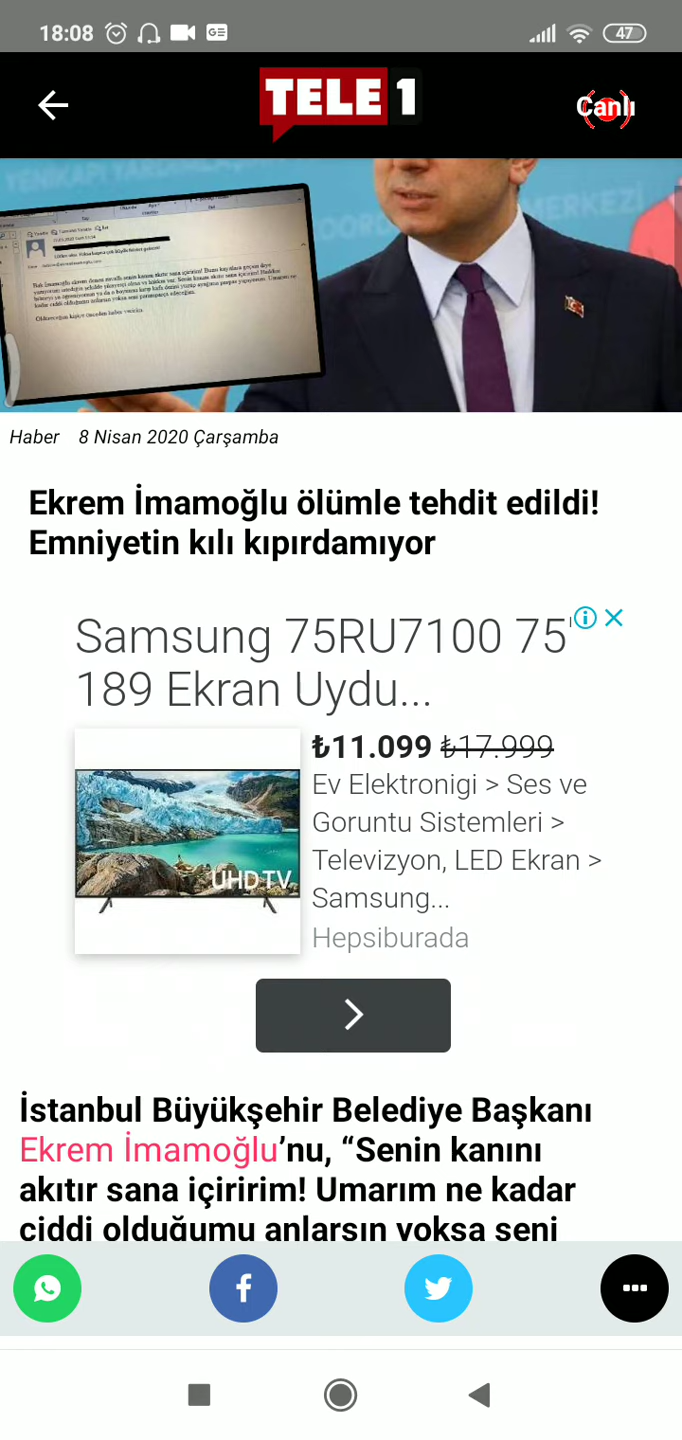 18:08
47
TELE 1
Canlı
Haber 8 Nisan 2020 Çarşamba
Ekrem İmamoğlu ölümle tehdit edildi!
Emniyetin kılı kıpırdamıyor
Samsung 75RU7100 75"
189 Ekran Uydu...
₺11.099 ₺17.999
Ev Elektronigi > Ses ve
Goruntu Sistemleri >
Televizyon, LED Ekran >
Samsung...
UHD TV
Hepsiburada
İstanbul Büyükşehir Belediye Başkanı
Ekrem İmamoğlu’nu, “Senin kanını
akıtır sana içiririm! Umarım ne kadar
ciddi olduğumu anlarsın yoksa seni